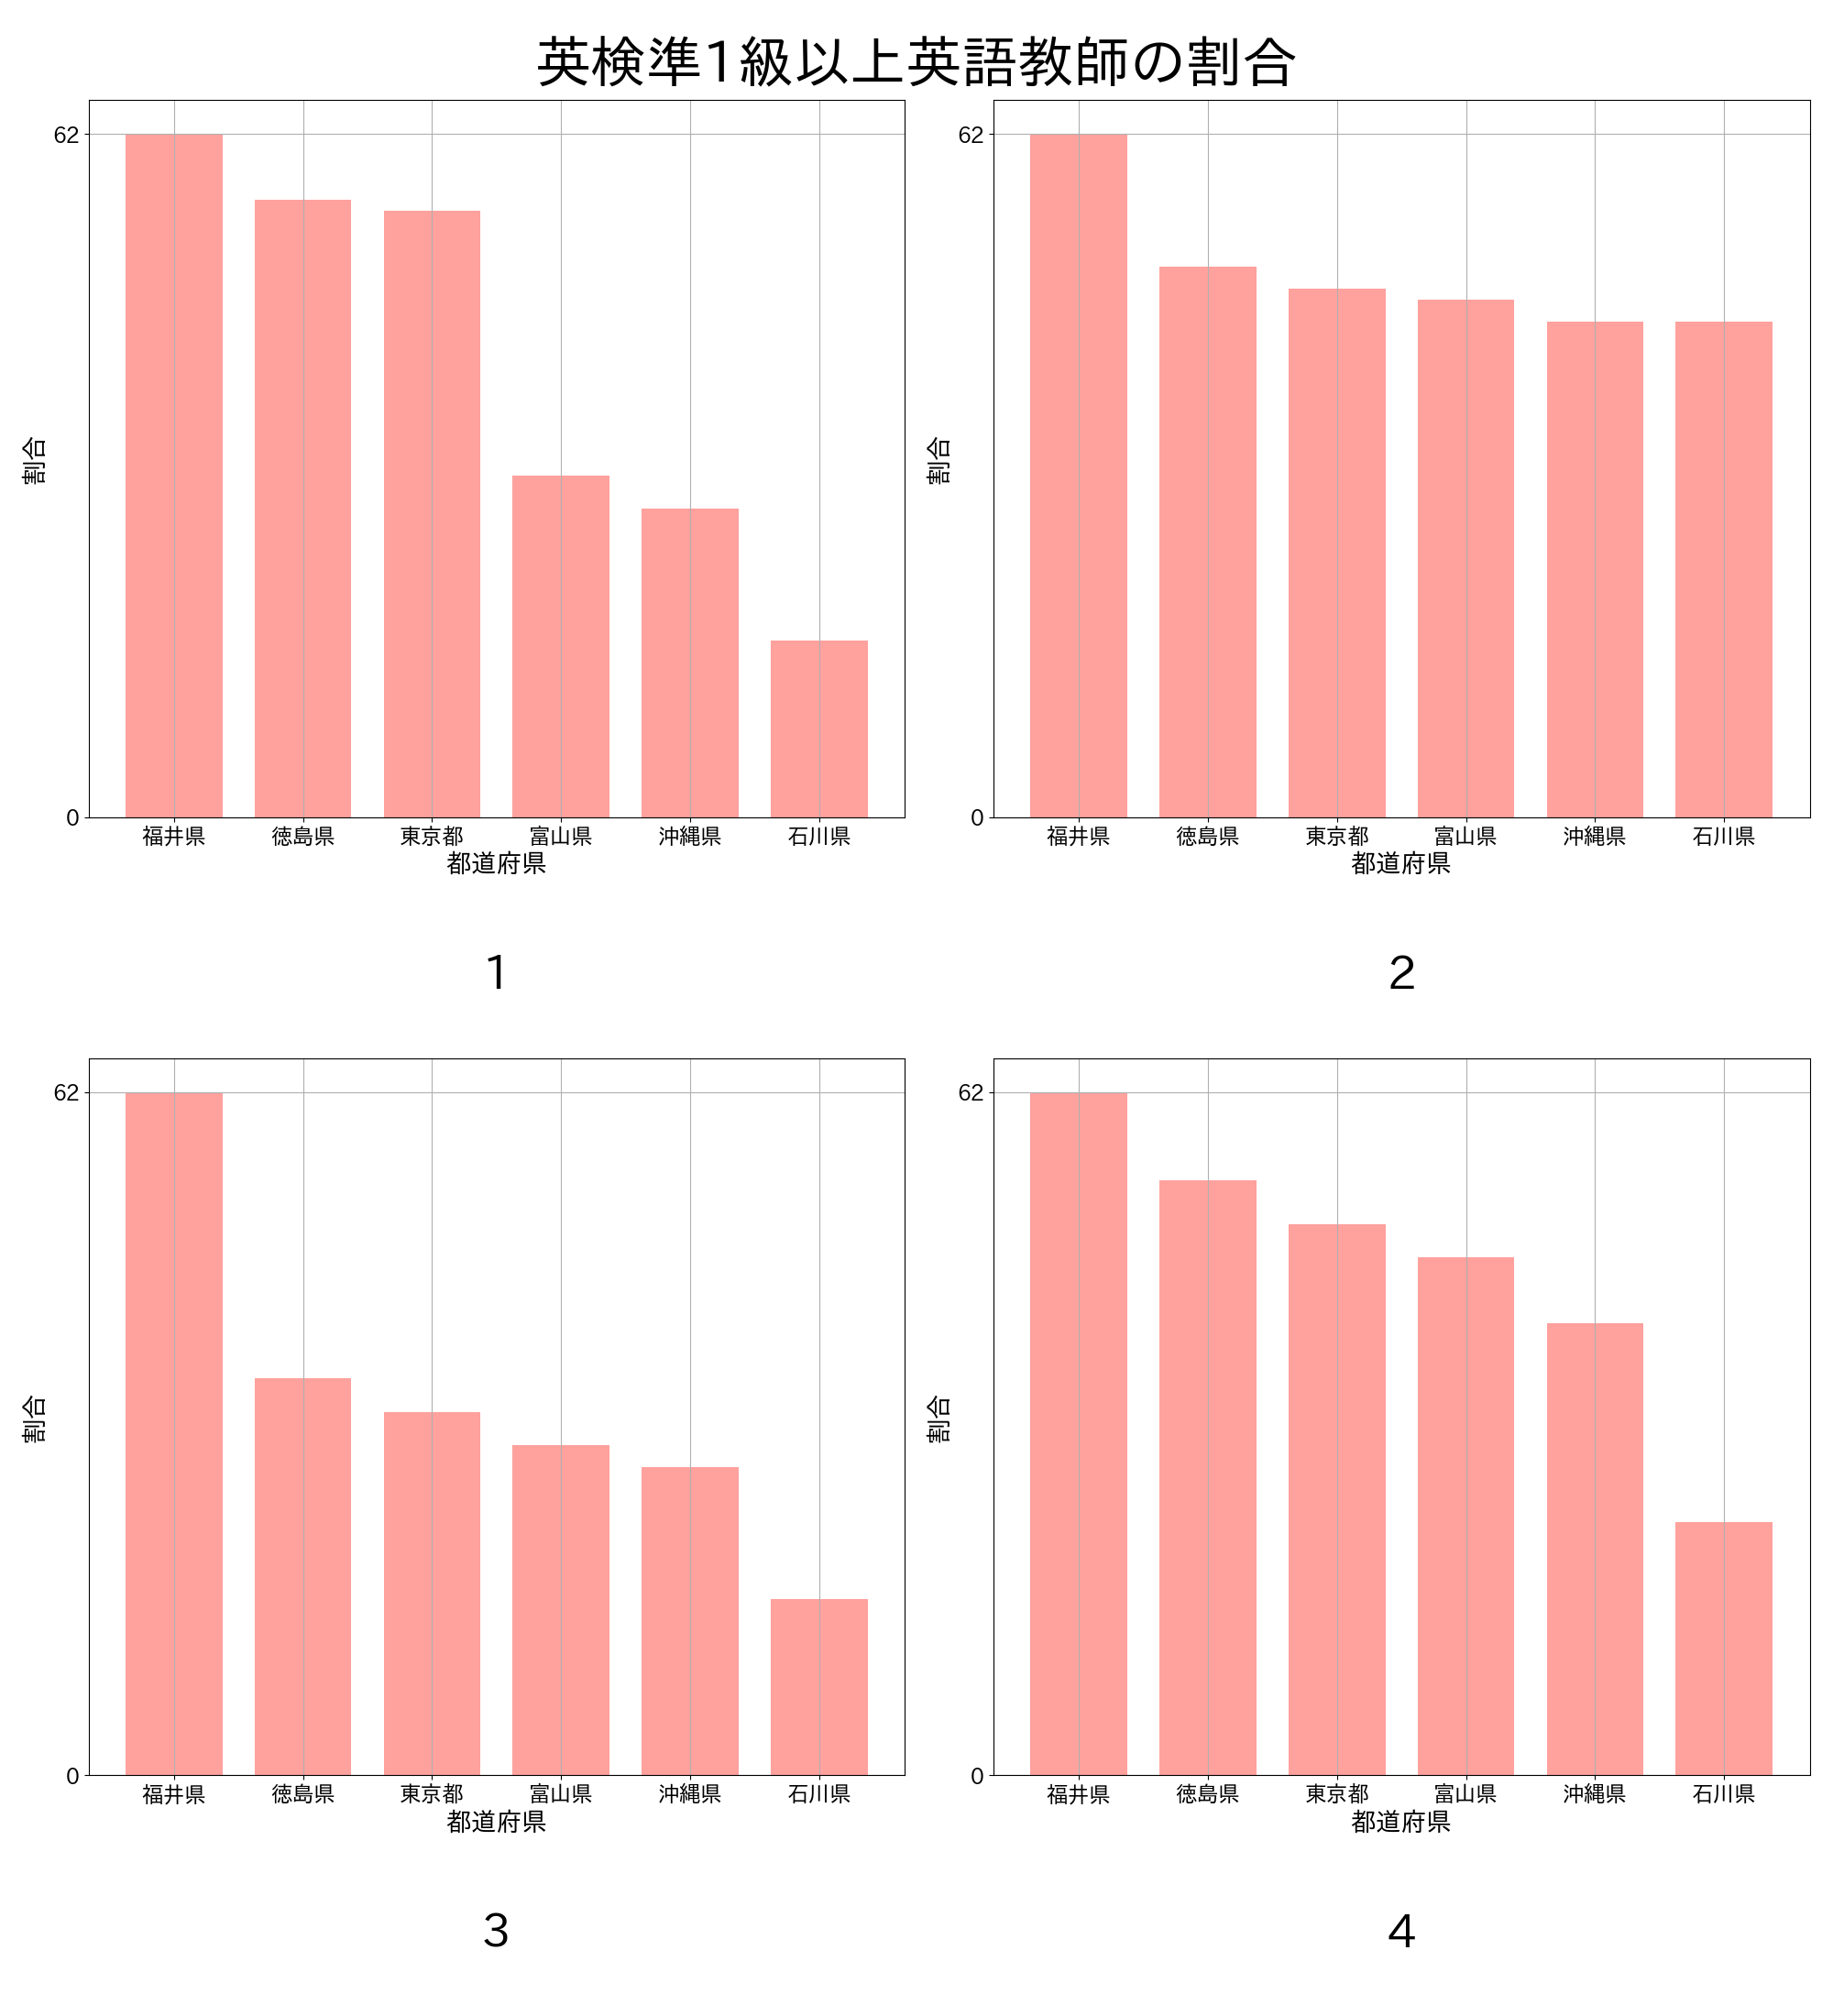 英検準1級以上英語教師の割合
62
0
割合
福井県 徳島県 東京都 富山県 沖縄県 石川県
都道府県
1
62
0
割合
福井県 徳島県 東京都 富山県 沖縄県 石川県
都道府県
2
62
0
割合
福井県 徳島県 東京都 富山県 沖縄県 石川県
都道府県
3
62
0
割合
福井県 徳島県 東京都 富山県 沖縄県 石川県
都道府県
4